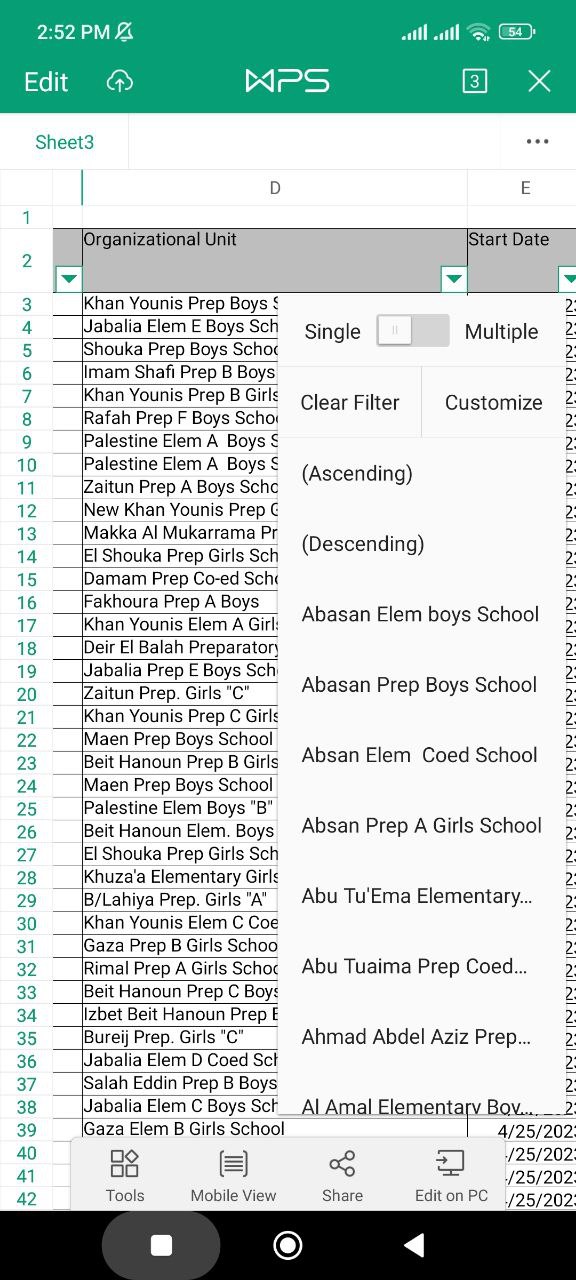 2:52 PM 54
Edit WPS 3
Sheet3
D E
1
2 Organizational Unit Start Date
Single Multiple
Clear Filter Customize
(Ascending)
(Descending)
Abasan Elem boys School
Abasan Prep Boys School
Absan Elem  Coed School
Absan Prep A Girls School
Abu Tu'Ema Elementary...
Abu Tuaima Prep Coed...
Ahmad Abdel Aziz Prep...
Al Amal Elementary Boy...
3 Khan Younis Prep Boys
4 Jabalia Elem E Boys Sch
5 Shouka Prep Boys Schoo
6 Imam Shafi Prep B Boys
7 Khan Younis Prep B Girls
8 Rafah Prep F Boys Schoo
9 Palestine Elem A  Boys S
10 Palestine Elem A  Boys S
11 Zaitun Prep A Boys Scho
12 New Khan Younis Prep G
13 Makka Al Mukarrama Pr
14 El Shouka Prep Girls Sch
15 Damam Prep Co-ed Scho
16 Fakhoura Prep A Boys
17 Khan Younis Elem A Girls
18 Deir El Balah Preparatory
19 Jabalia Prep E Boys Sch
20 Zaitun Prep. Girls "C"
21 Khan Younis Prep C Girls
22 Maen Prep Boys School
23 Beit Hanoun Prep B Girls
24 Maen Prep Boys School
25 Palestine Elem Boys "B"
26 Beit Hanoun Elem. Boys
27 El Shouka Prep Girls Sch
28 Khuza'a Elementary Girls
29 B/Lahiya Prep. Girls "A"
30 Khan Younis Elem C Coe
31 Gaza Prep B Girls Schoo
32 Rimal Prep A Girls Schoo
33 Beit Hanoun Prep C Boys
34 Izbet Beit Hanoun Prep
35 Bureij Prep. Girls "C"
36 Jabalia Elem D Coed Sch
37 Salah Eddin Prep B Boys
38 Jabalia Elem C Boys Sch
39 Gaza Elem B Girls School 4/25/202
40 /25/202
41 /25/202
42 /25/202
Tools Mobile View Share Edit on PC